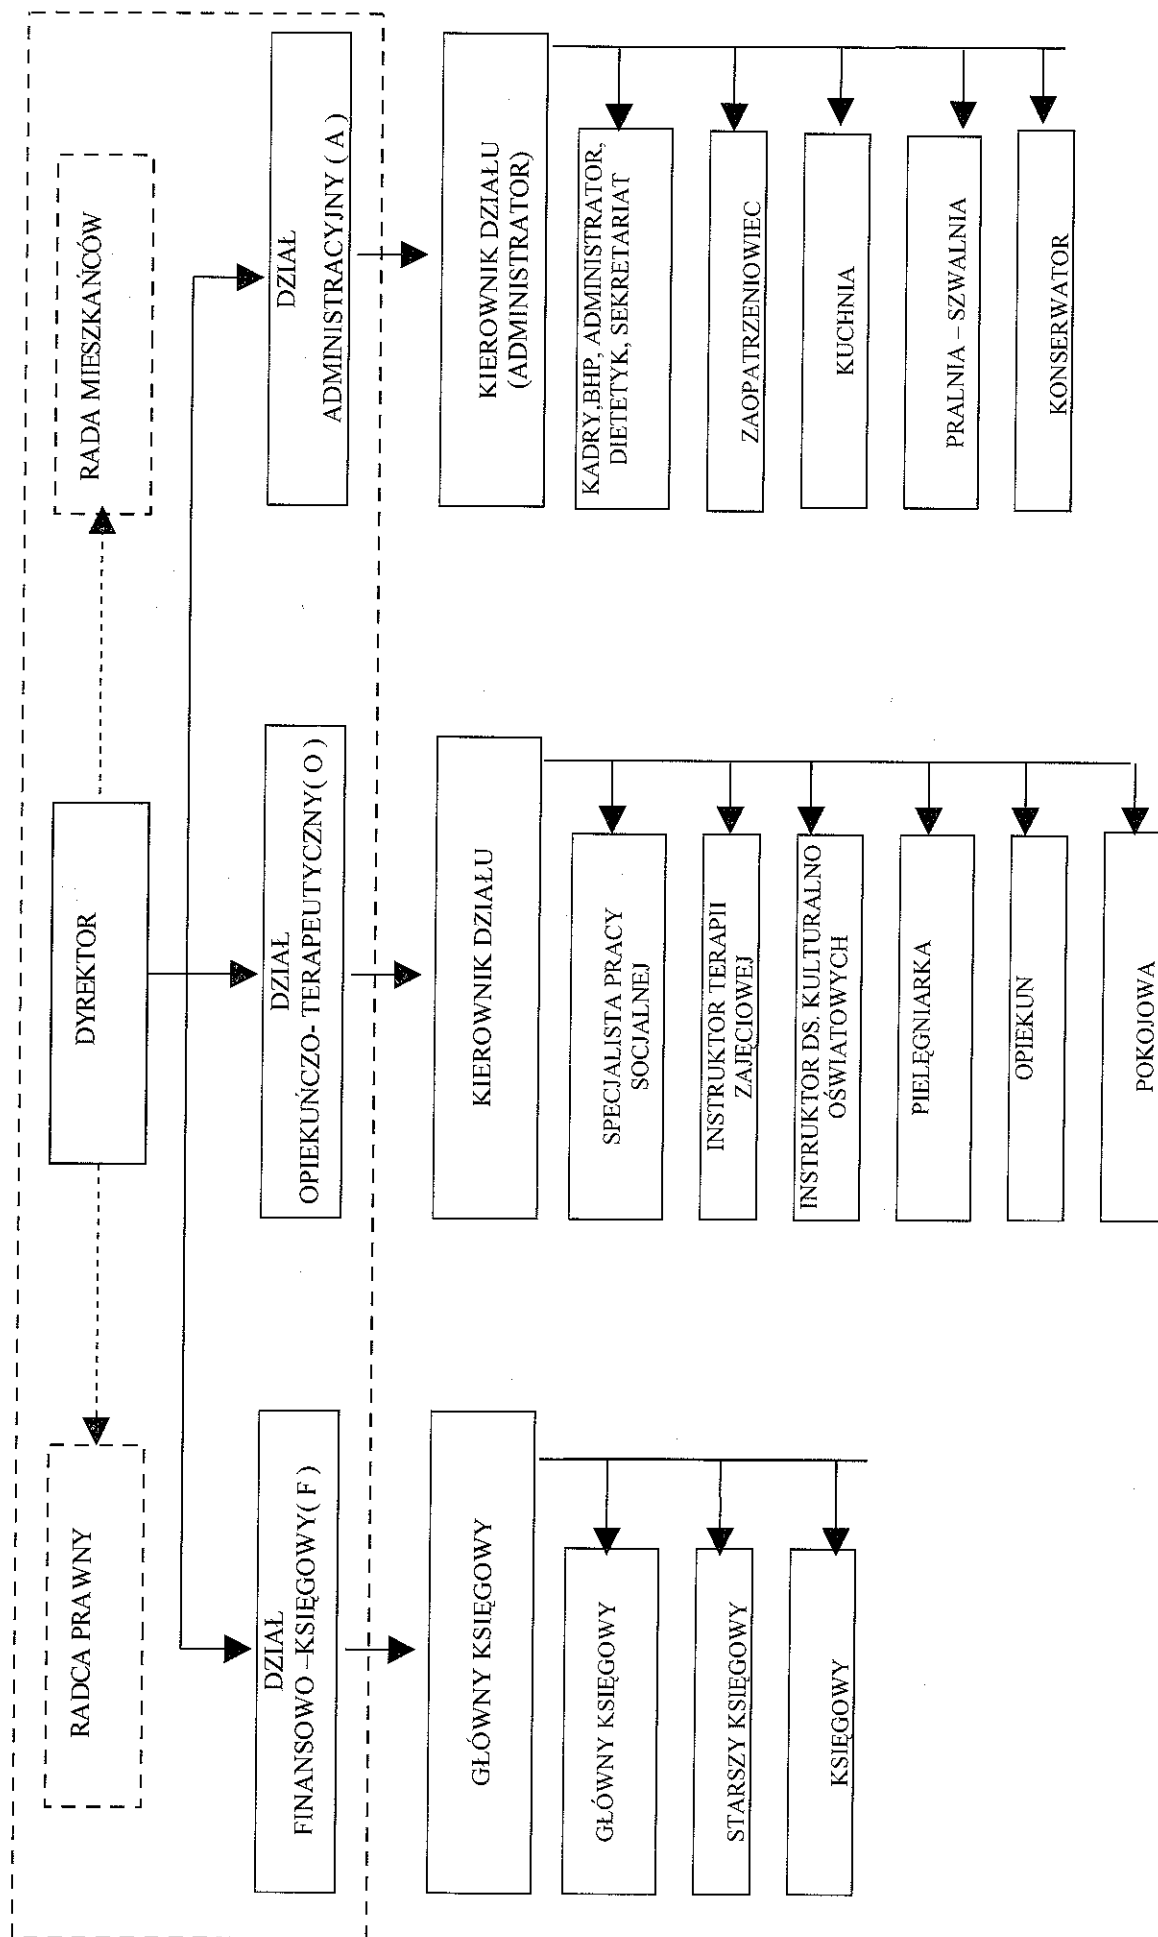 RADCA PRAWNY
DYREKTOR
RADA MIESZKAŃCÓW
DZIAŁ
FINANSOWO –KSIĘGOWY( F )
DZIAŁ
OPIEKUŃCZO- TERAPEUTYCZNY( O )
DZIAŁ
ADMINISTRACYJNY ( A )
GŁÓWNY KSIĘGOWY
KIEROWNIK DZIAŁU
KIEROWNIK DZIAŁU
(ADMINISTRATOR)
GŁÓWNY KSIĘGOWY
STARSZY KSIĘGOWY
KSIĘGOWY
SPECJALISTA PRACY
SOCJALNEJ
INSTRUKTOR TERAPII
ZAJĘCIOWEJ
INSTRUKTOR DS. KULTURALNO
OŚWIATOWYCH
PIELĘGNIARKA
OPIEKUN
POKOJOWA
KADRY,BHP, ADMINISTRATOR,
DIETETYK, SEKRETARIAT
ZAOPATRZENIOWIEC
KUCHNIA
PRALNIA – SZWALNIA
KONSERWATOR